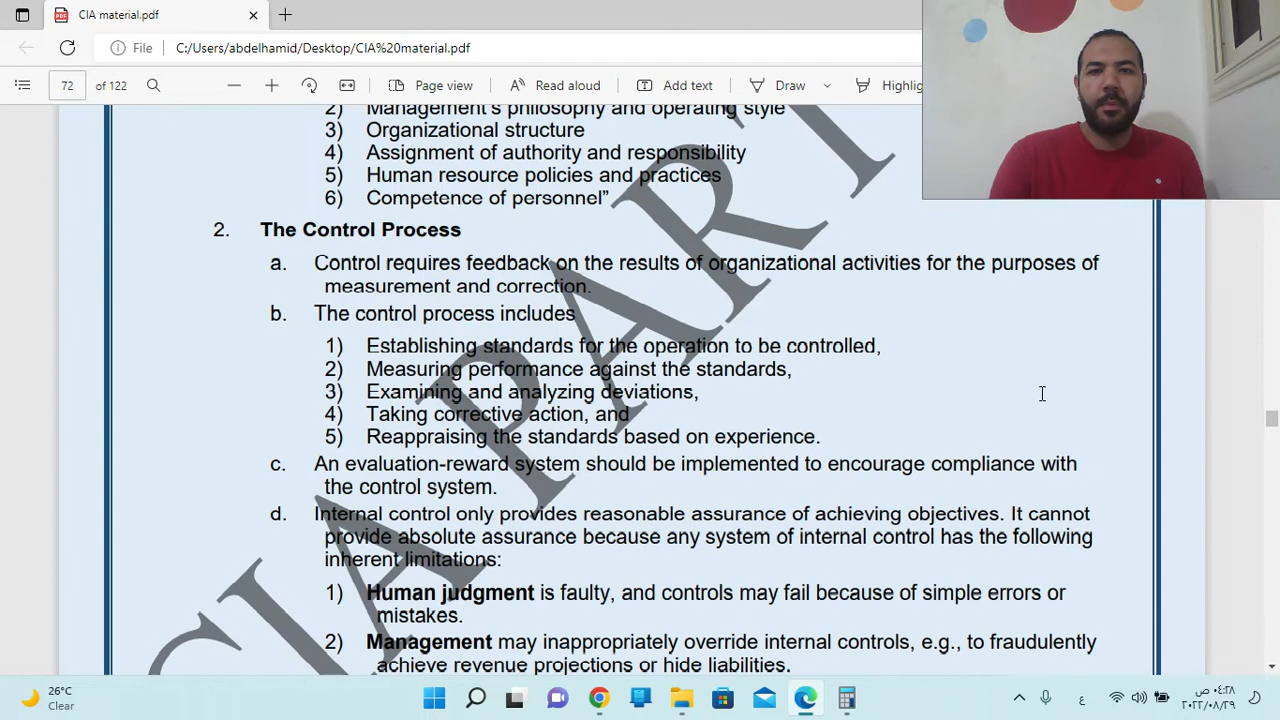 CIA material.pdf
File
C:/Users/abdelhamid/Desktop/CIA%20material.pdf
72 of 122
Page view
Read aloud
Add text
Draw
Highlig
2) Management's philosophy and operating style
3) Organizational structure
4) Assignment of authority and responsibility
5) Human resource policies and practices
6) Competence of personnel”
2. The Control Process
a. Control requires feedback on the results of organizational activities for the purposes of
measurement and correction.
b. The control process includes
1) Establishing standards for the operation to be controlled,
2) Measuring performance against the standards,
3) Examining and analyzing deviations,
4) Taking corrective action, and
5) Reappraising the standards based on experience.
c. An evaluation-reward system should be implemented to encourage compliance with
the control system.
d. Internal control only provides reasonable assurance of achieving objectives. It cannot
provide absolute assurance because any system of internal control has the following
inherent limitations:
1) Human judgment is faulty, and controls may fail because of simple errors or
mistakes.
2) Management may inappropriately override internal controls, e.g., to fraudulently
achieve revenue projections or hide liabilities.
CIA PART
26°C
Clear
ع
٠٤:٢٨ ص
٢٠٢٢/٠٨/٢٩